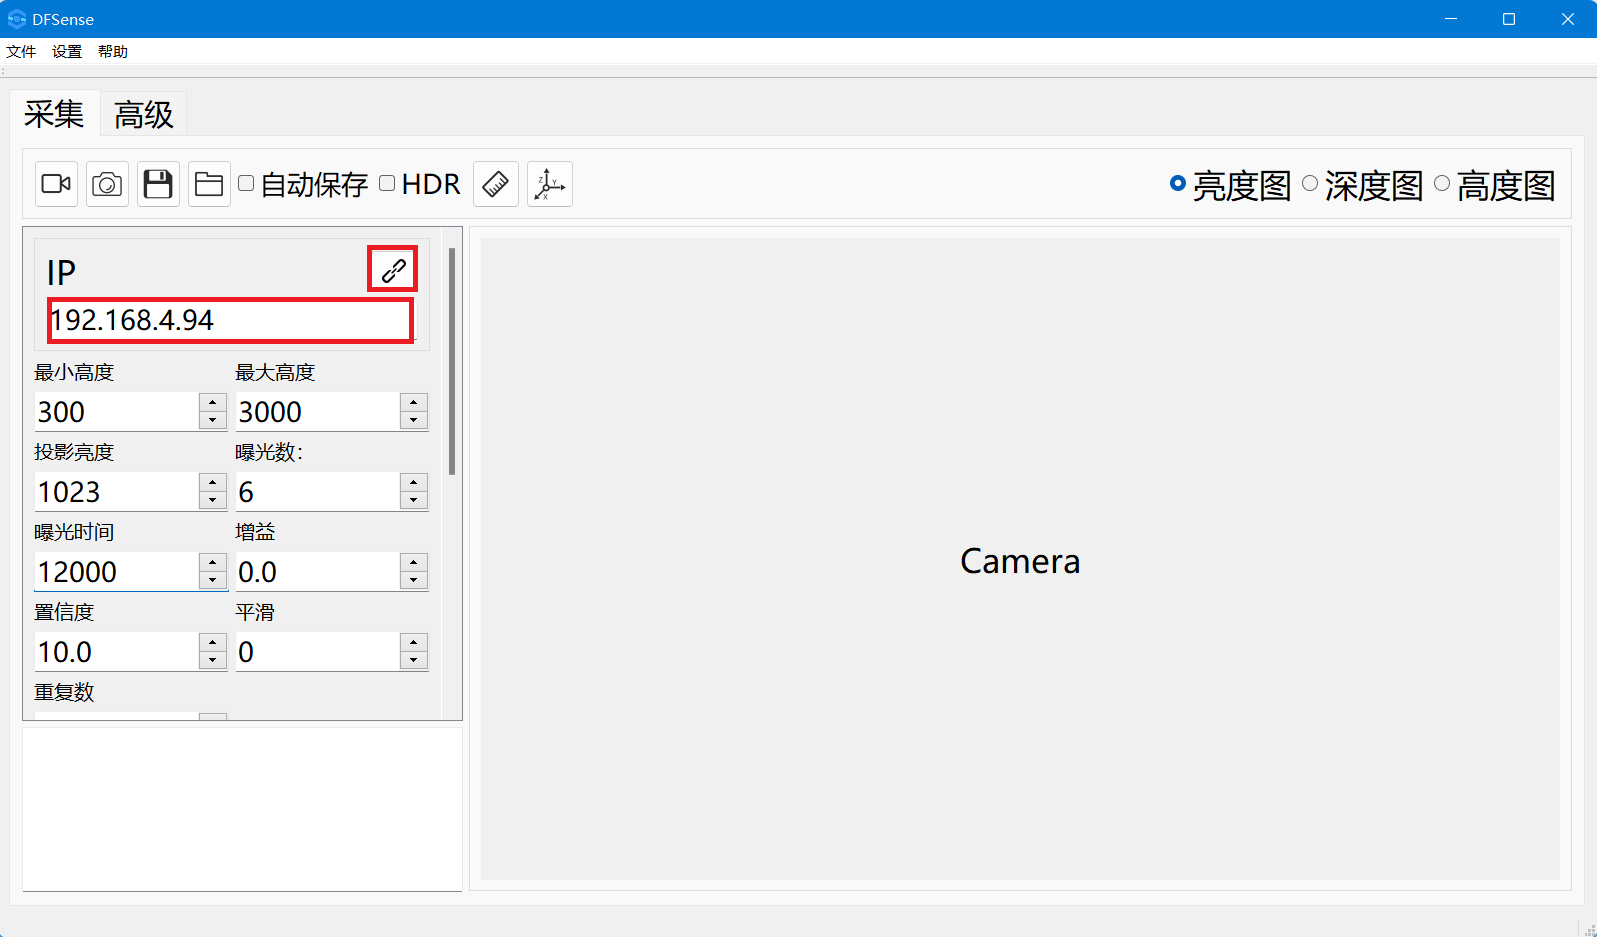 DFSense
文件 设置 帮助
采集 高级
自动保存 HDR 亮度图 深度图 高度图
IP
192.168.4.94
最小高度 最大高度
300 3000
投影亮度 曝光数:
1023 6
曝光时间 增益
12000 0.0
置信度 平滑
10.0 0
重复数
Camera
Z Y
X